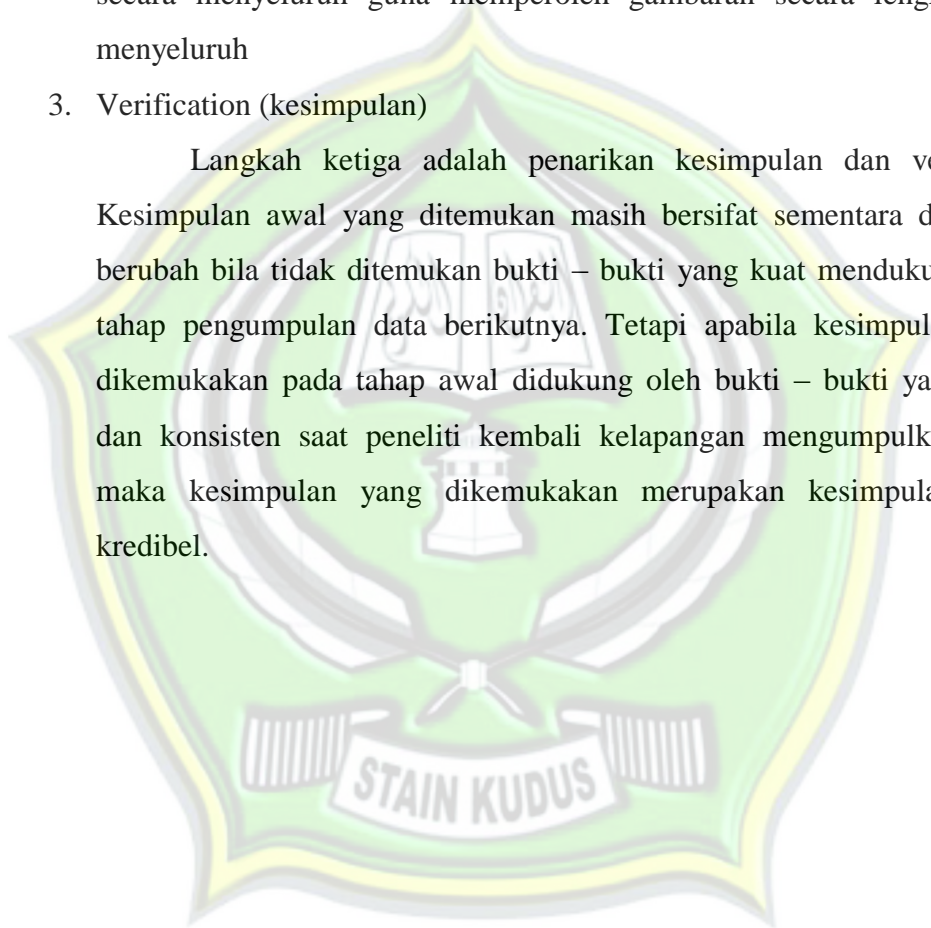 secara menyeluruh guna memperoleh gambaran secara
menyeluruh
3. Verification (kesimpulan)
Langkah ketiga adalah penarikan kesimpulan dan
Kesimpulan awal yang ditemukan masih bersifat sementara
berubah bila tidak ditemukan bukti – bukti yang kuat
tahap pengumpulan data berikutnya. Tetapi apabila
dikemukakan pada tahap awal didukung oleh bukti – bukti
dan konsisten saat peneliti kembali kelapangan
maka kesimpulan yang dikemukakan merupakan
kredibel.
STAIN KUDUS